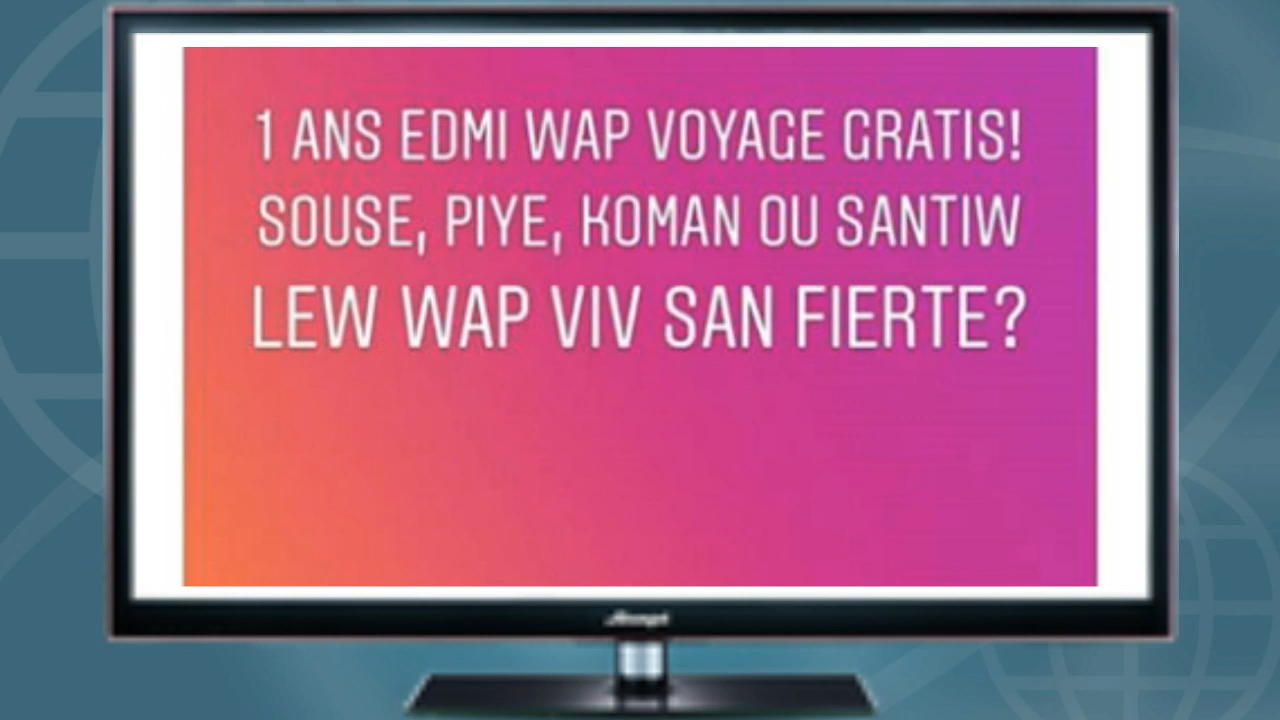 1 ANS EDMI WAP VOYAGE GRATIS!
SOUSE, PIYE, KOMAN OU SANTIW
LEW WAP VIV SAN FIERTE?